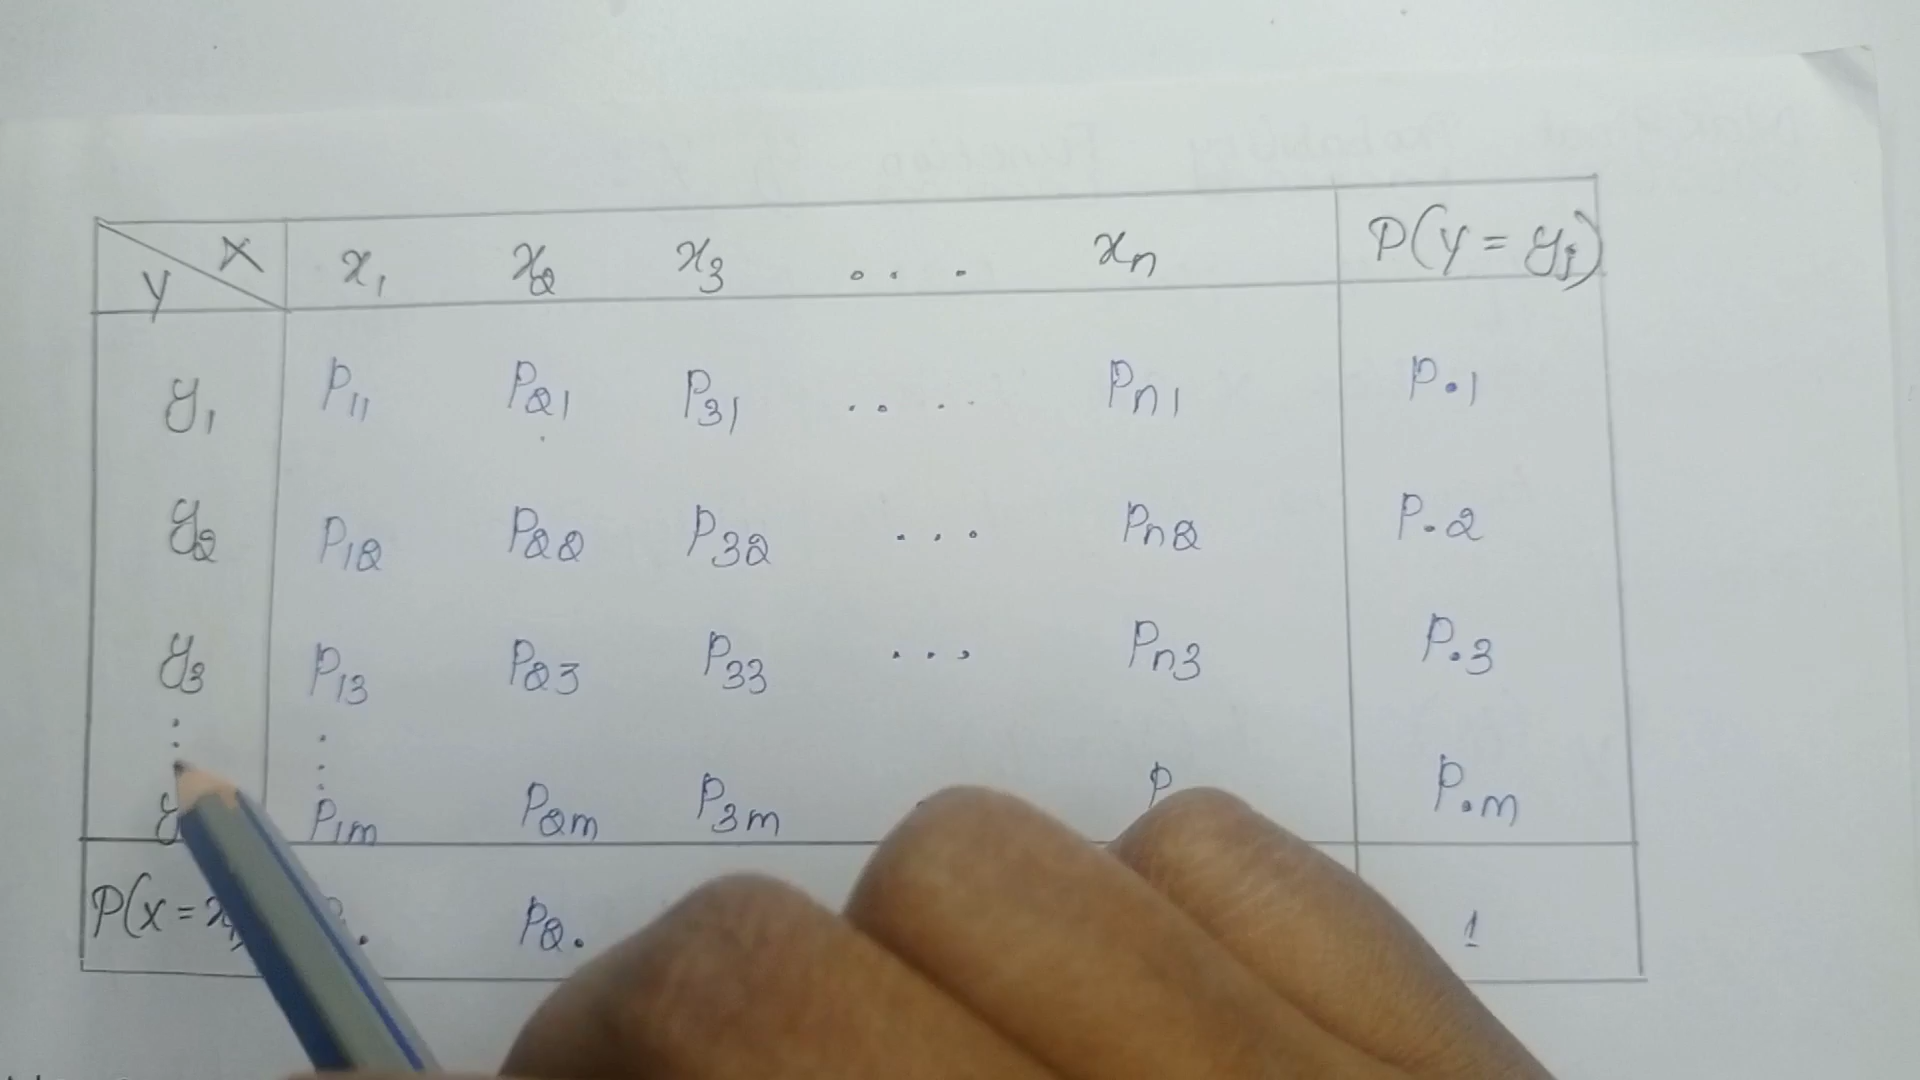 Y X x₁ x₂ x₃ .... xₙ P(Y = yⱼ)
y₁ P₁₁ P₂₁ P₃₁ .... Pₙ₁ P.₁
y₂ P₁₂ P₂₂ P₃₂ ... Pₙ₂ P.₂
y₃ P₁₃ P₂₃ P₃₃ ... Pₙ₃ P.₃
⋮ ⋮
y P₁ₘ P₂ₘ P₃ₘ P P.ₘ
P(X = x . P₂. 1